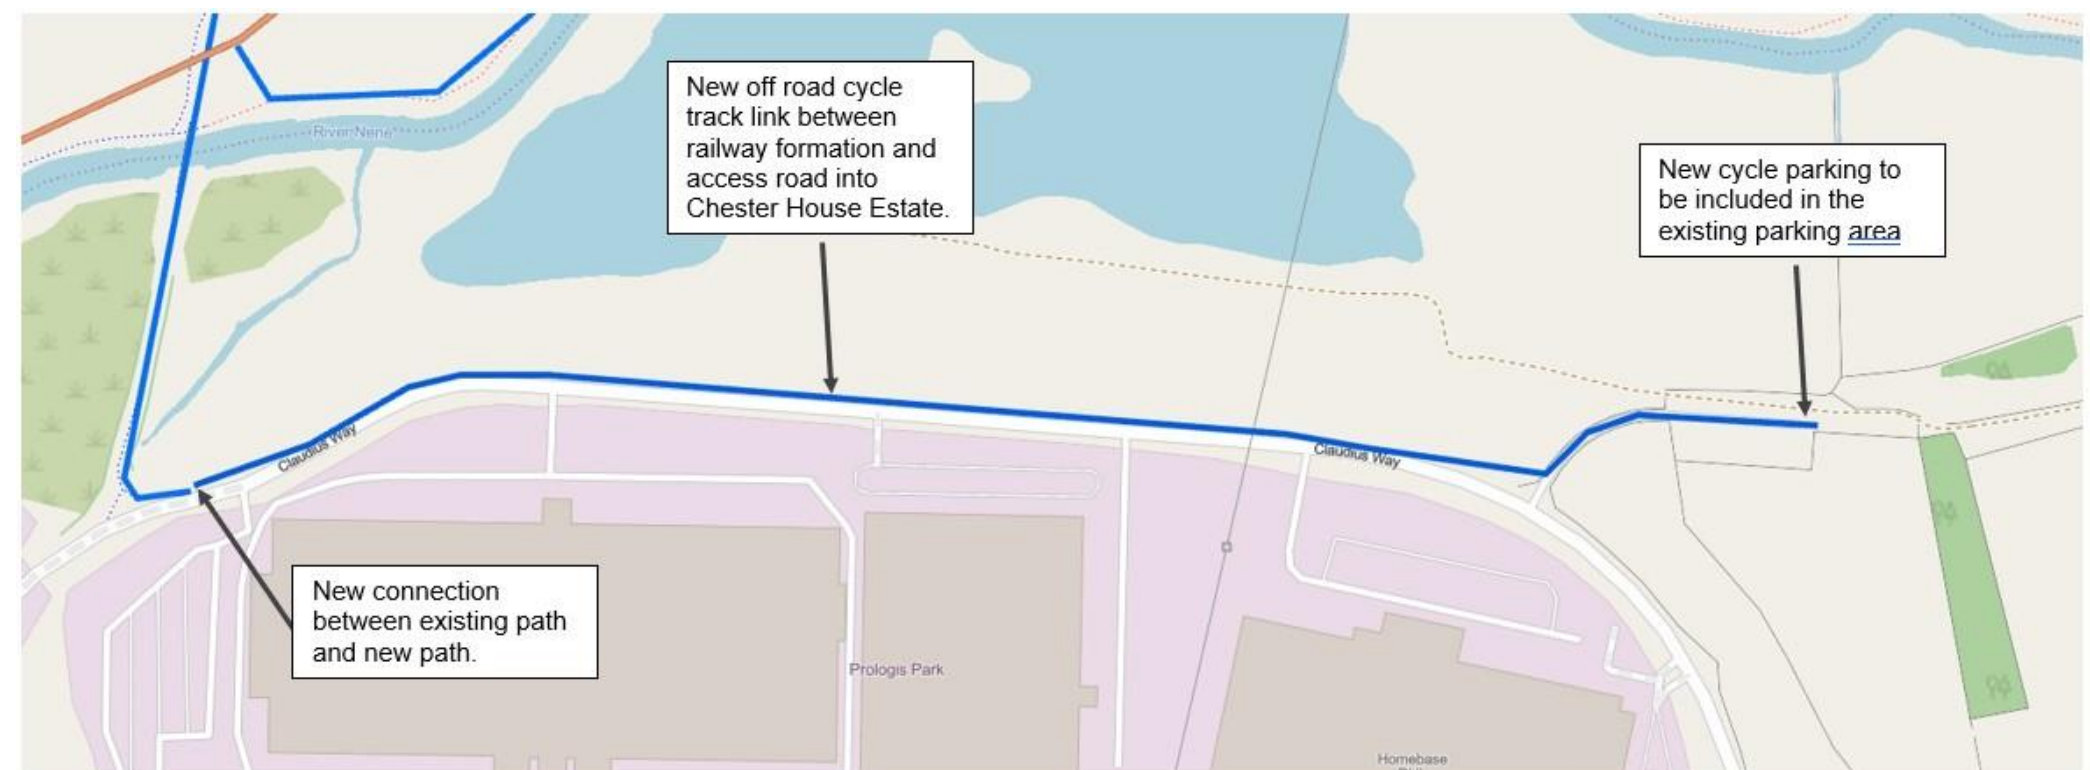 New off road cycle
track link between
railway formation and
access road into
Chester House Estate.
River Nene
New cycle parking to
be included in the
existing parking area
Claudius Way
Claudius Way
New connection
between existing path
and new path.
Prologis Park
Homebase